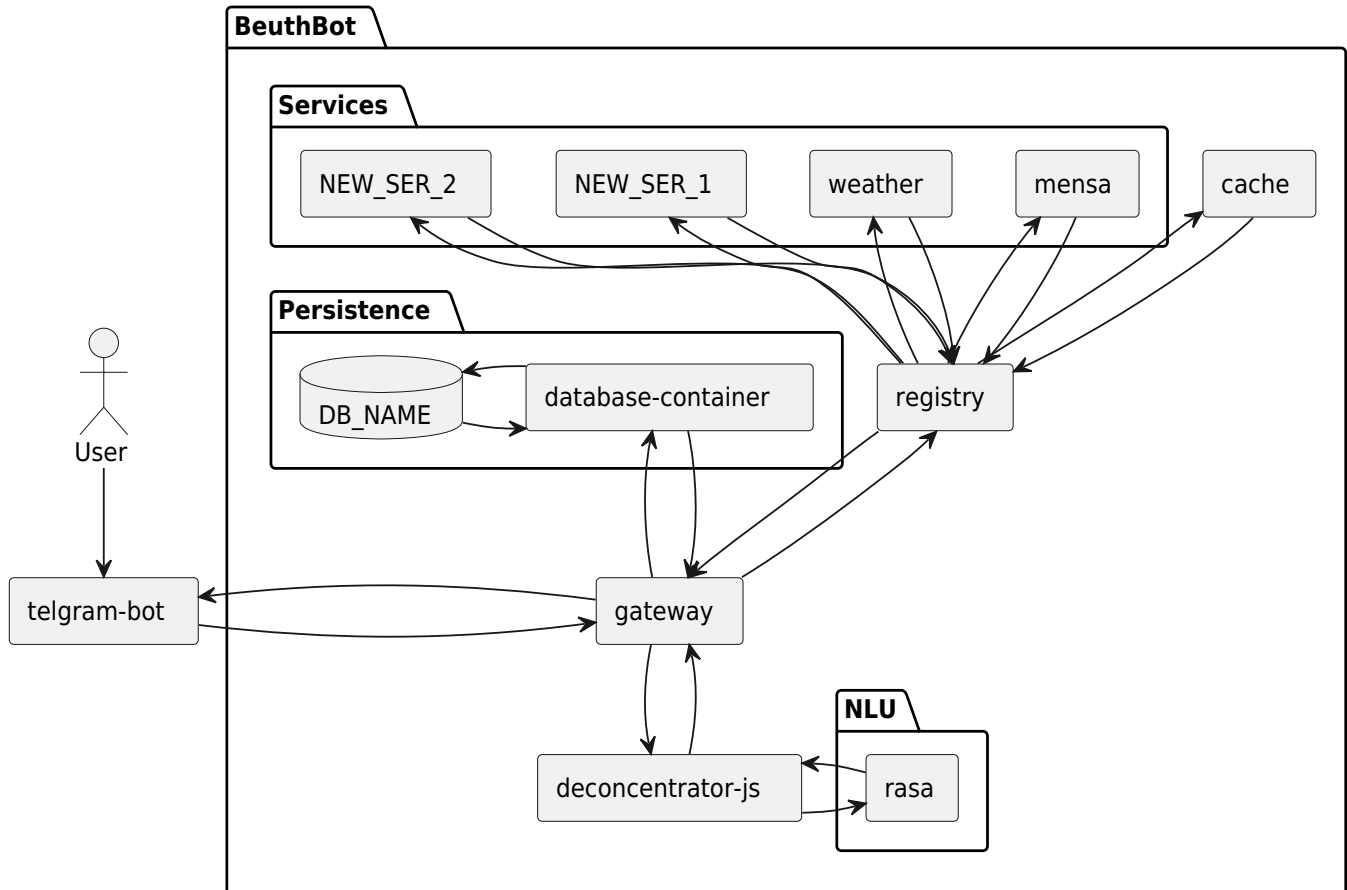 BeuthBot
Services
NEW_SER_2
NEW_SER_1
weather
mensa
cache
Persistence
DB_NAME
database-container
registry
User
telgram-bot
gateway
NLU
deconcentrator-js
rasa